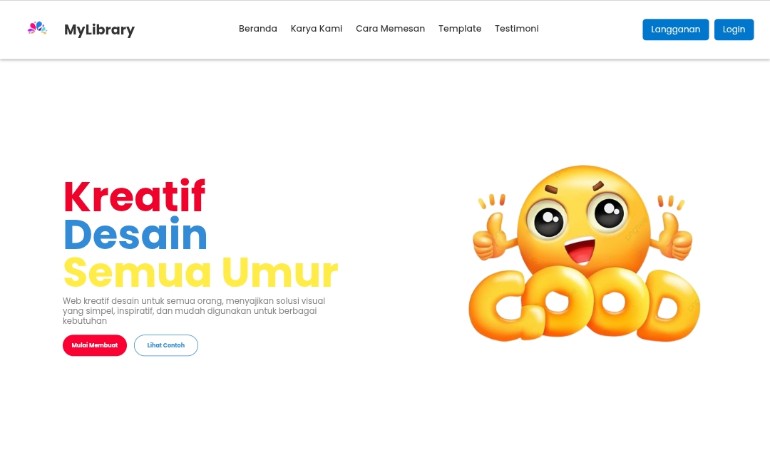 MyLibrary
Beranda Karya Kami Cara Memesan Template Testimoni
Langganan Login
Kreatif
Desain
Semua Umur
Web kreatif desain untuk semua orang, menyajikan solusi visual
yang simpel, inspiratif, dan mudah digunakan untuk berbagai
kebutuhan
Mulai Membuat Lihat Contoh
GOOD